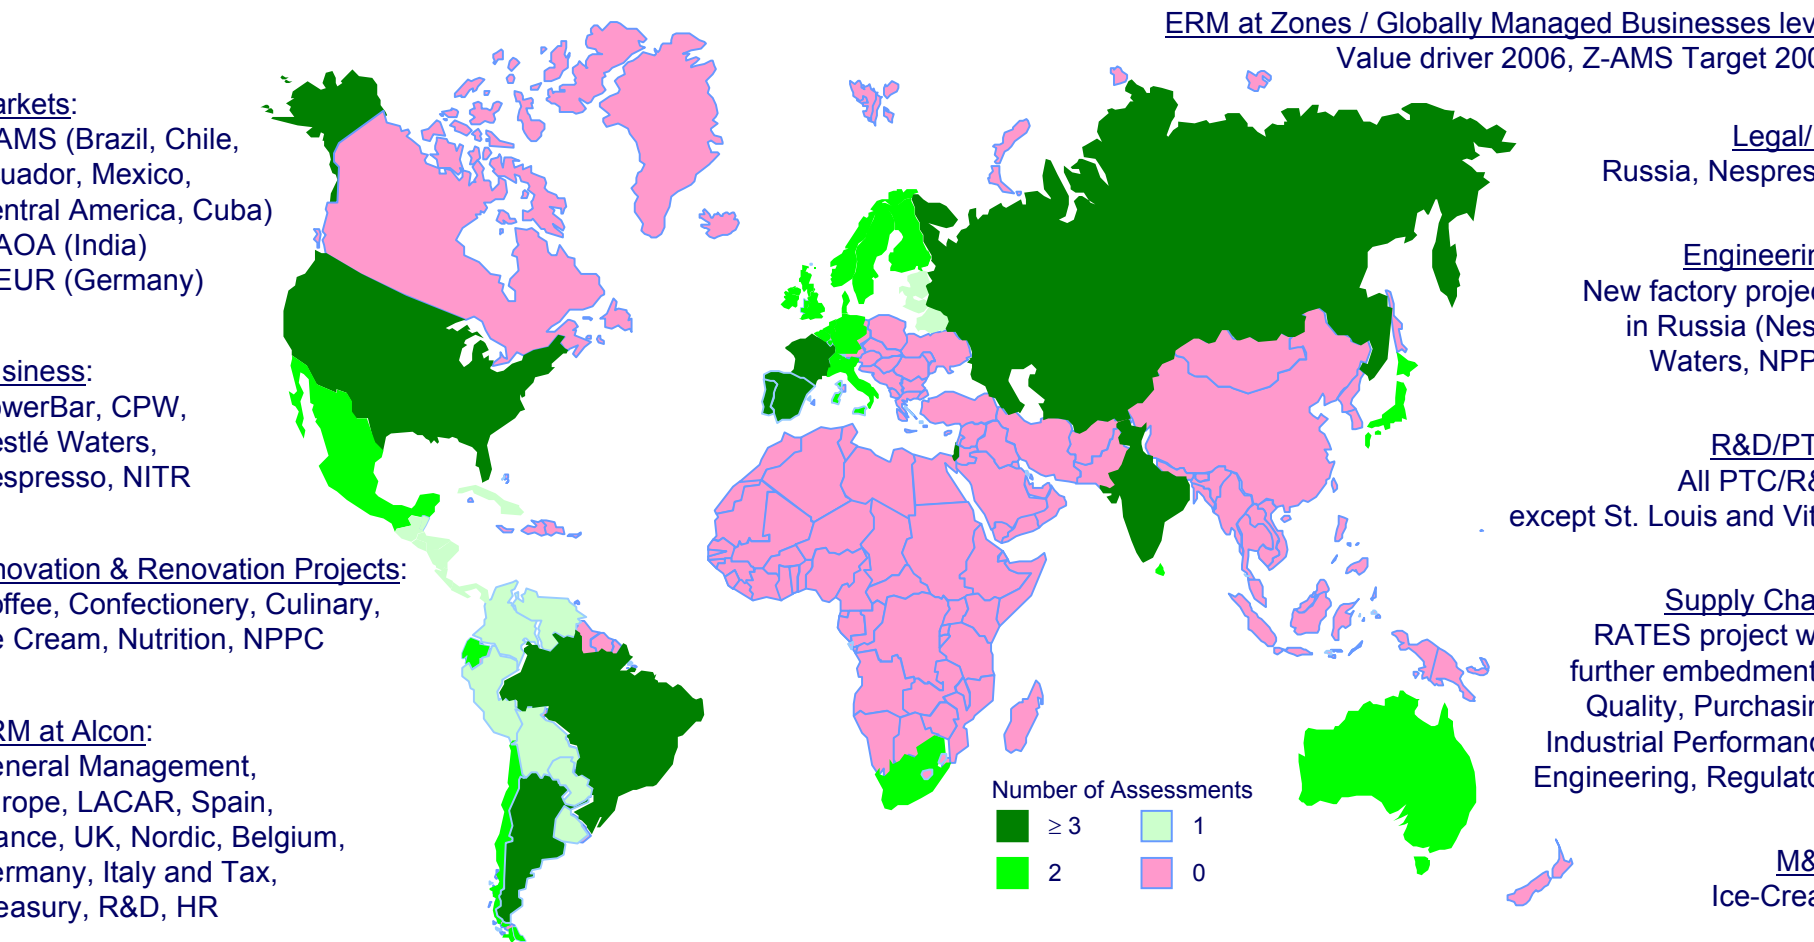 ERM at Zones / Globally Managed Businesses lev
Value driver 2006, Z-AMS Target 200
arkets:
AMS (Brazil, Chile,
uador, Mexico,
entral America, Cuba)
AOA (India)
EUR (Germany)
usiness:
owerBar, CPW,
estlé Waters,
espresso, NITR
novation & Renovation Projects:
offee, Confectionery, Culinary,
e Cream, Nutrition, NPPC
RM at Alcon:
eneral Management,
urope, LACAR, Spain,
ance, UK, Nordic, Belgium,
ermany, Italy and Tax,
easury, R&D, HR
Number of Assessments
≥ 3
1
2
0
Legal/
Russia, Nespres
Engineerin
New factory projec
in Russia (Nes
Waters, NPP
R&D/PT
All PTC/R&
except St. Louis and Vit
Supply Cha
RATES project w
further embedment
Quality, Purchasin
Industrial Performanc
Engineering, Regulato
M&
Ice-Crea